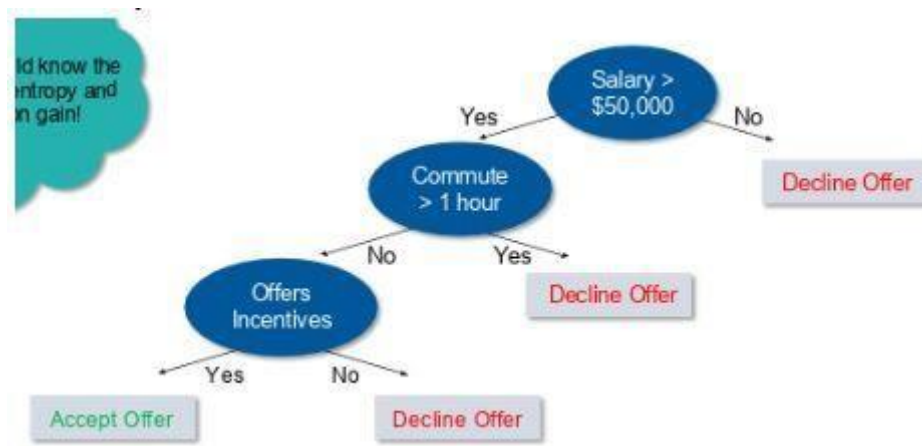 ld know the
entropy and
on gain!
Salary >
$50,000
Yes
No
Commute
> 1 hour
Decline Offer
No
Yes
Offers
Incentives
Decline Offer
Yes
No
Accept Offer
Decline Offer